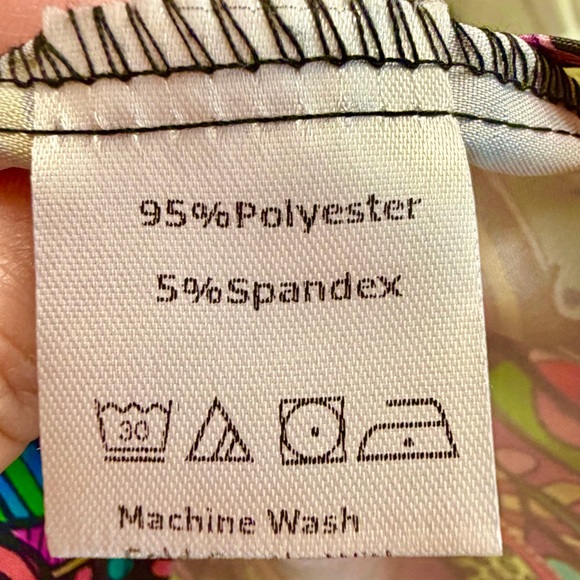 95%Polyester
5%Spandex
30
Machine Wash